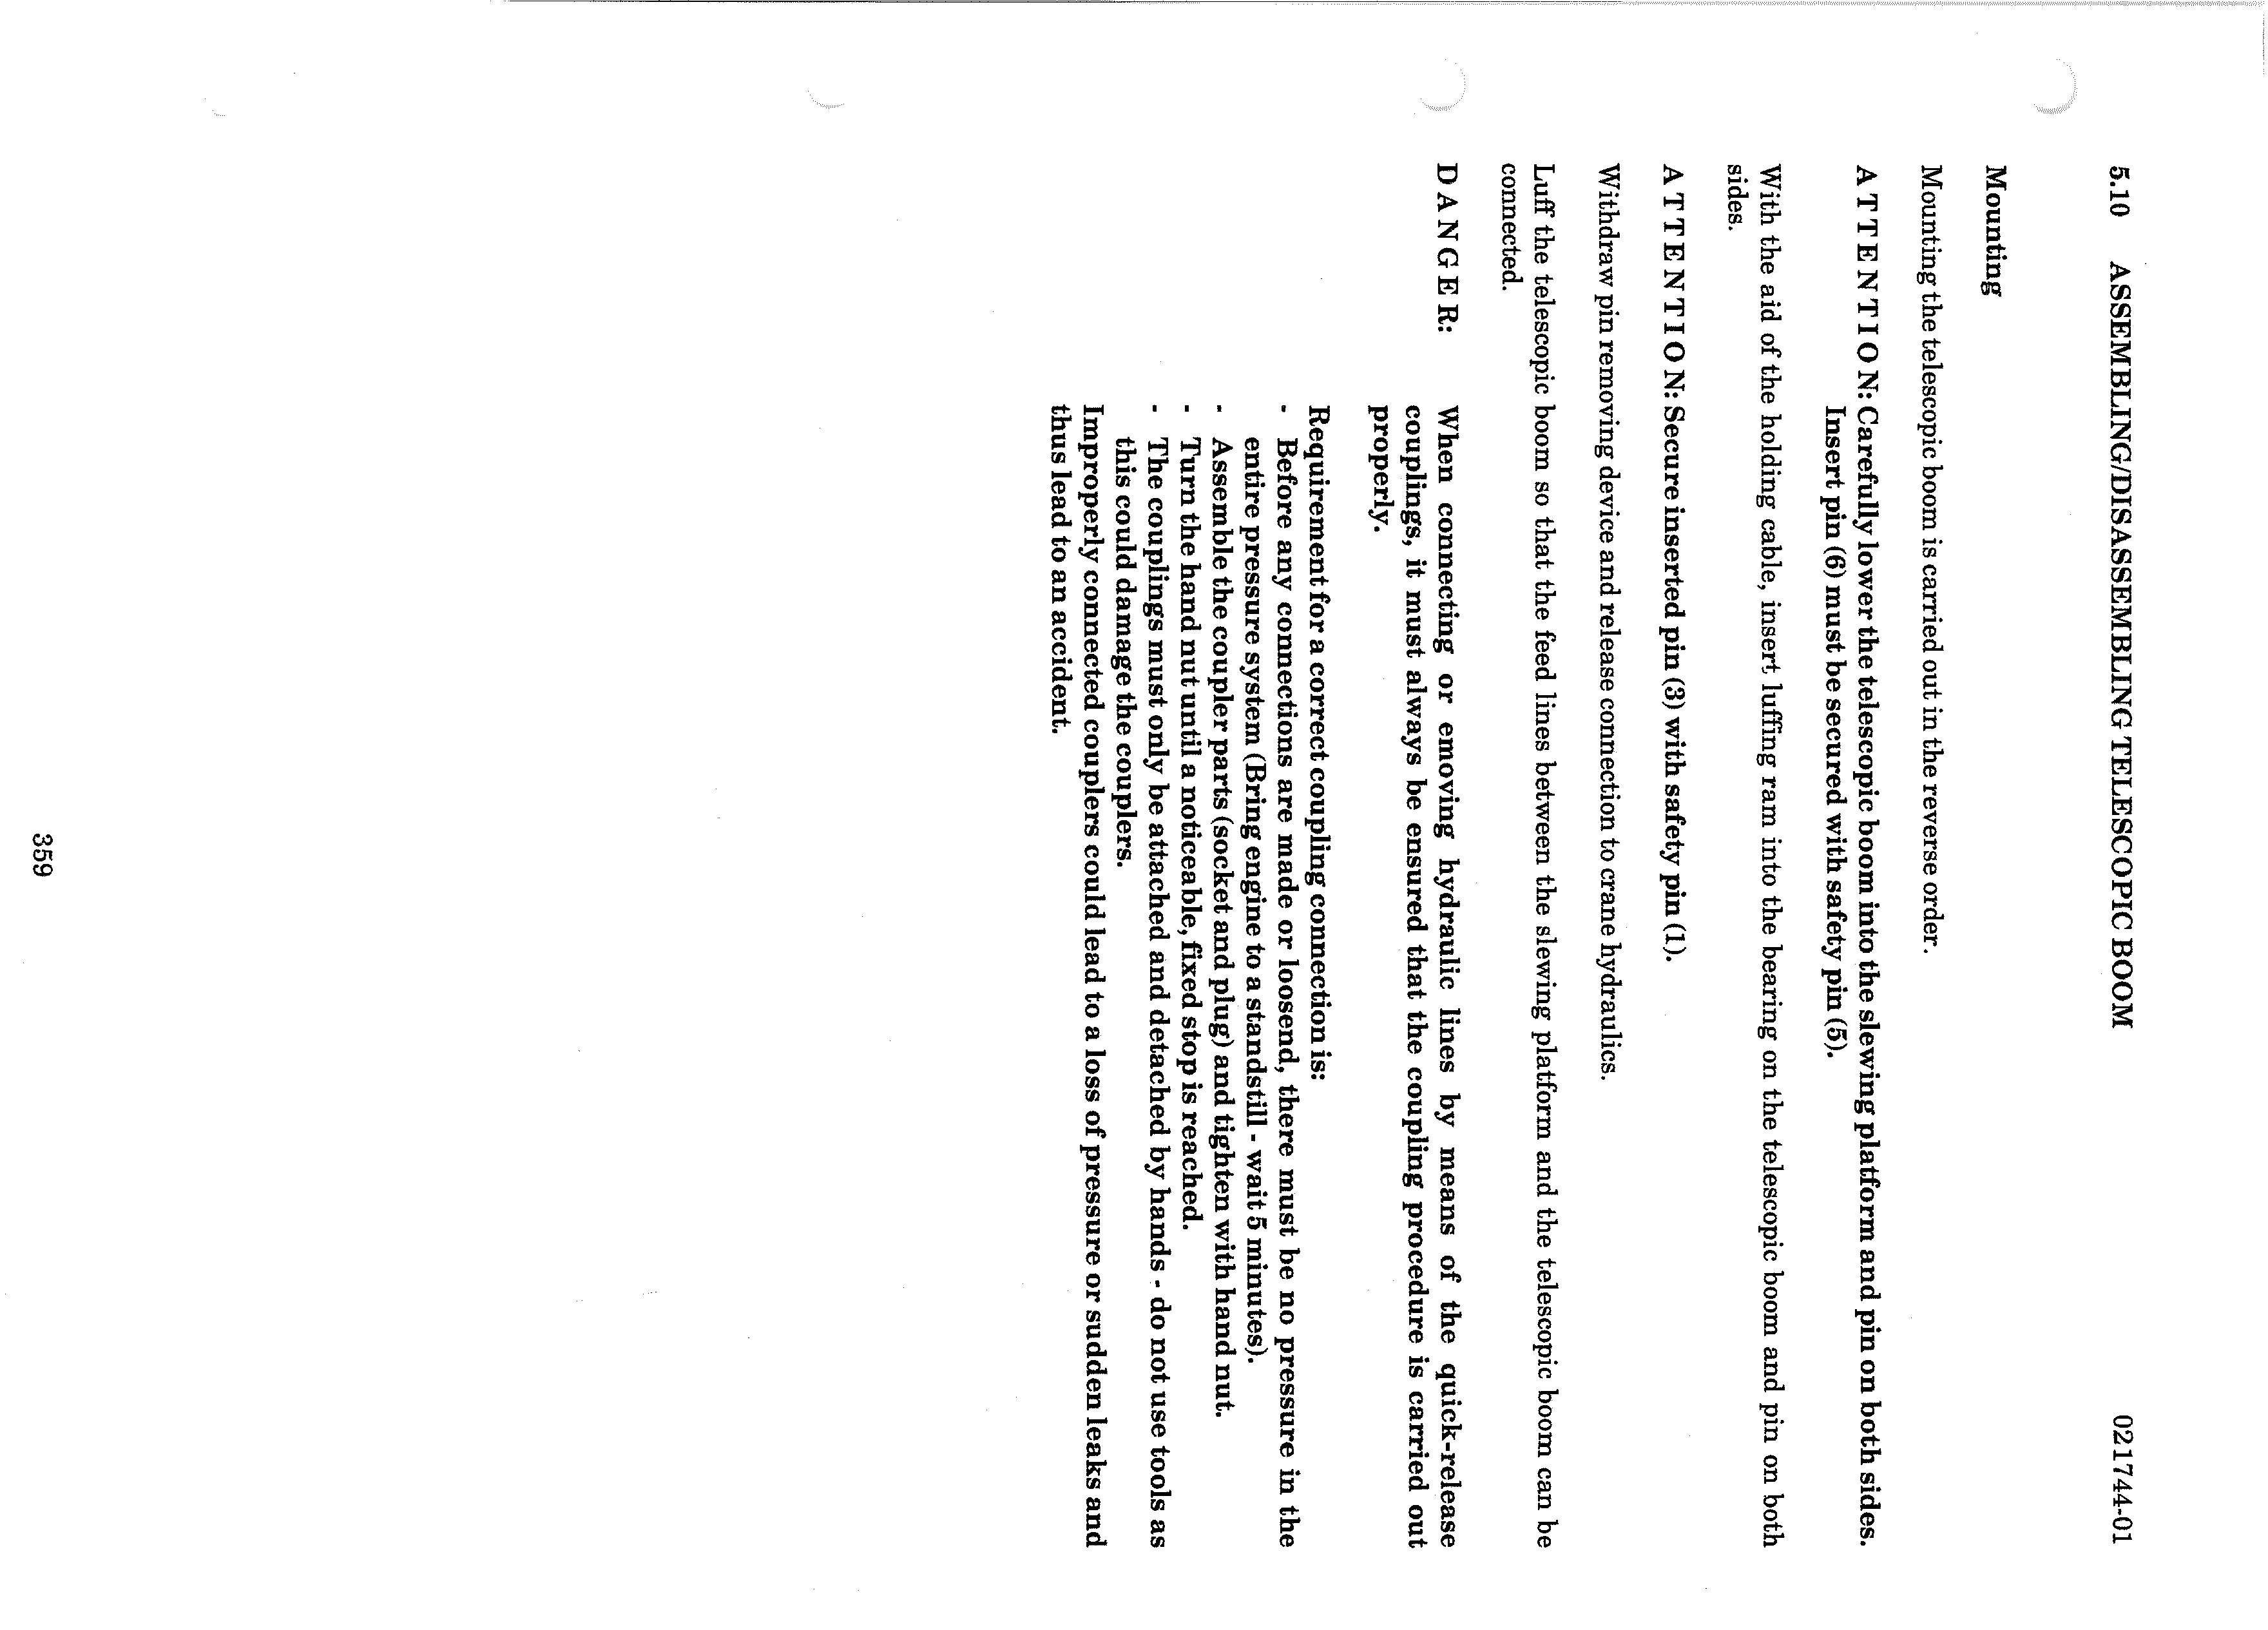 5.10 ASSEMBLING/DISASSEMBLING TELESCOPIC BOOM 021744-01
Mounting
Mounting the telescopic boom is carried out in the reverse order.
A T T E N T I O N: Carefully lower the telescopic boom into the slewing platform and pin on both sides.
Insert pin (6) must be secured with safety pin (5).
With the aid of the holding cable, insert luffing ram into the bearing on the telescopic boom and pin on both
sides.
A T T E N T I O N: Secure inserted pin (3) with safety pin (1).
Withdraw pin removing device and release connection to crane hydraulics.
Luff the telescopic boom so that the feed lines between the slewing platform and the telescopic boom can be
connected.
D A N G E R: When connecting or emoving hydraulic lines by means of the quick-release
couplings, it must always be ensured that the coupling procedure is carried out
properly.
Requirement for a correct coupling connection is:
- Before any connections are made or loosend, there must be no pressure in the
entire pressure system (Bring engine to a standstill - wait 5 minutes).
- Assemble the coupler parts (socket and plug) and tighten with hand nut.
- Turn the hand nut until a noticeable, fixed stop is reached.
- The couplings must only be attached and detached by hands - do not use tools as
this could damage the couplers.
Improperly connected couplers could lead to a loss of pressure or sudden leaks and
thus lead to an accident.
359